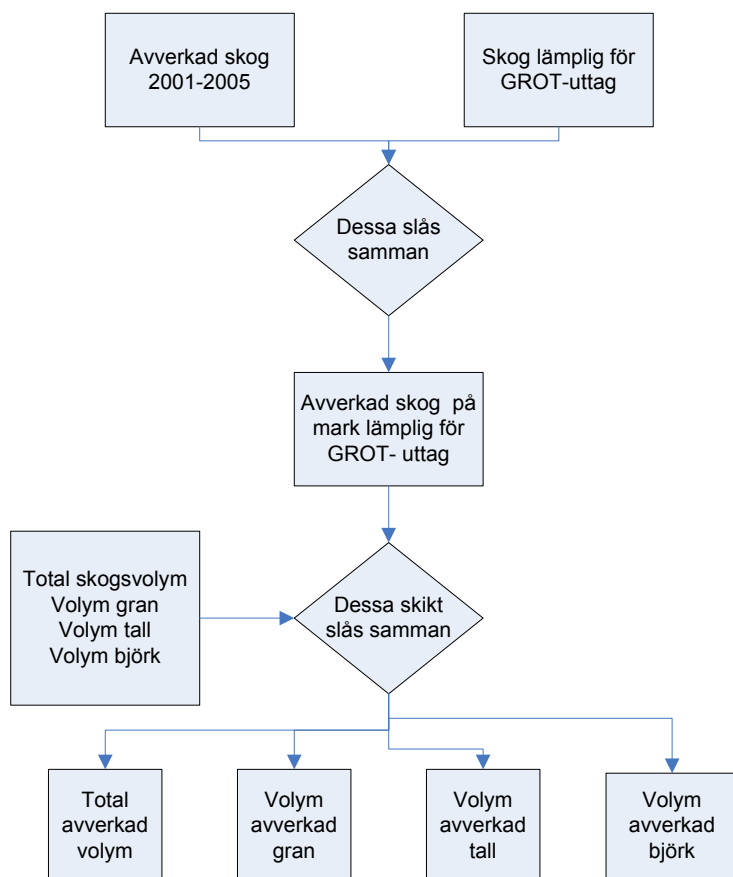 Avverkad skog
2001-2005
Skog lämplig för
GROT-uttag
Dessa slås
samman
Avverkad skog på
mark lämplig för
GROT- uttag
Total skogsvolym
Volym gran
Volym tall
Volym björk
Dessa skikt
slås samman
Total
avverkad
volym
Volym
avverkad
gran
Volym
avverkad
tall
Volym
avverkad
björk